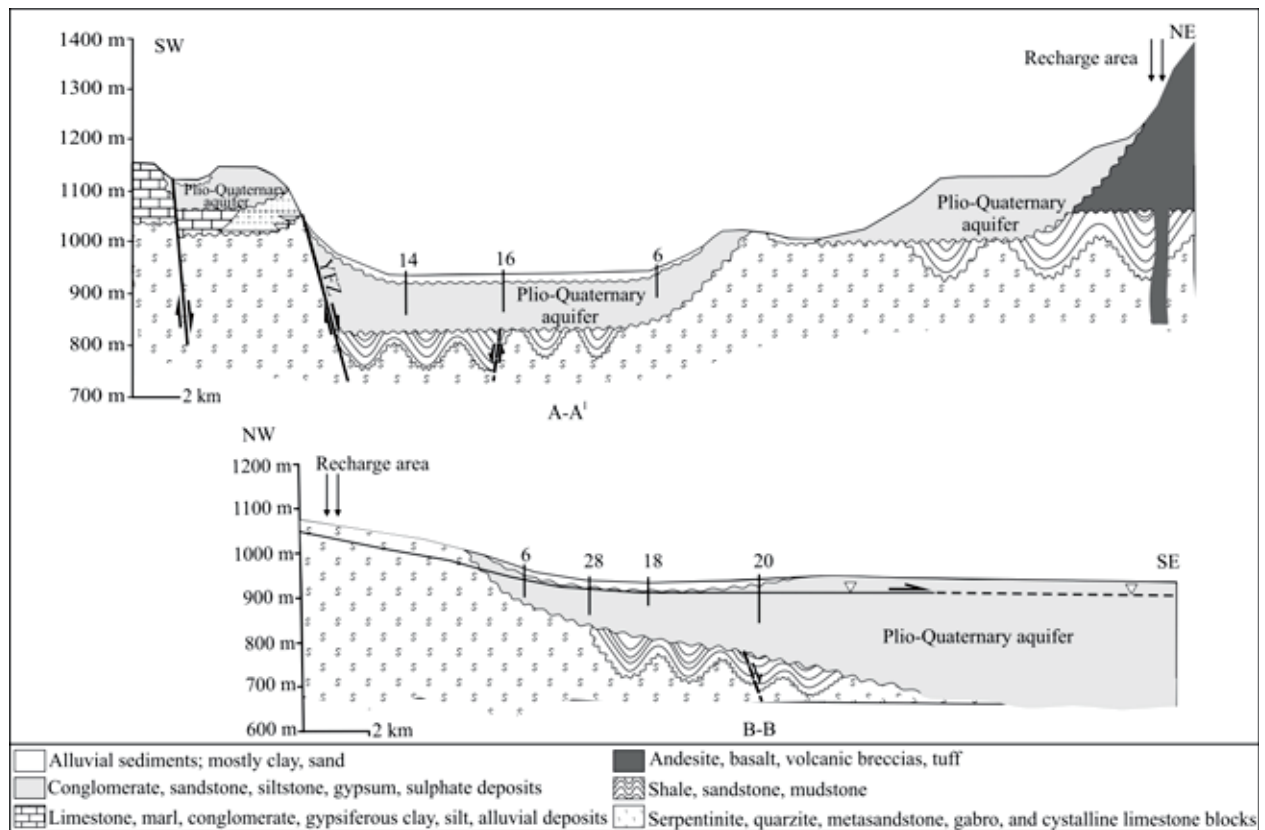 1400 m
SW
NE
1300 m
Recharge area
1200 m
1100 m
Plio-Quaternary
aquifer
Plio-Quaternary
aquifer
1000 m
YFZ
14
16
6
900 m
Plio-Quaternary
aquifer
800 m
700 m
2 km
A-A¹
NW
1200 m
Recharge area
1100 m
1000 m
6
28
18
20
SE
900 m
Plio-Quaternary aquifer
800 m
700 m
600 m
2 km
B-B
Alluvial sediments; mostly clay, sand
Andesite, basalt, volcanic breccias, tuff
Conglomerate, sandstone, siltstone, gypsum, sulphate deposits
Shale, sandstone, mudstone
Limestone, marl, conglomerate, gypsiferous clay, silt, alluvial deposits
Serpentinite, quarzite, metasandstone, gabro, and cystalline limestone blocks